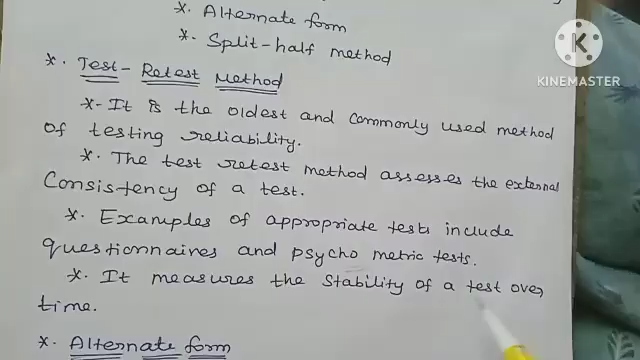 *. Alternate form
*. Split-half method
*. Test-Retest Method
*. It is the oldest and commonly used method
of testing reliability.
*. The test retest method assesses the external
Consistency of a test.
*. Examples of appropriate tests include
questionnaires and psycho metric tests.
*. It measures the stability of a test over
time.
*. Alternate form
K
KINEMASTER